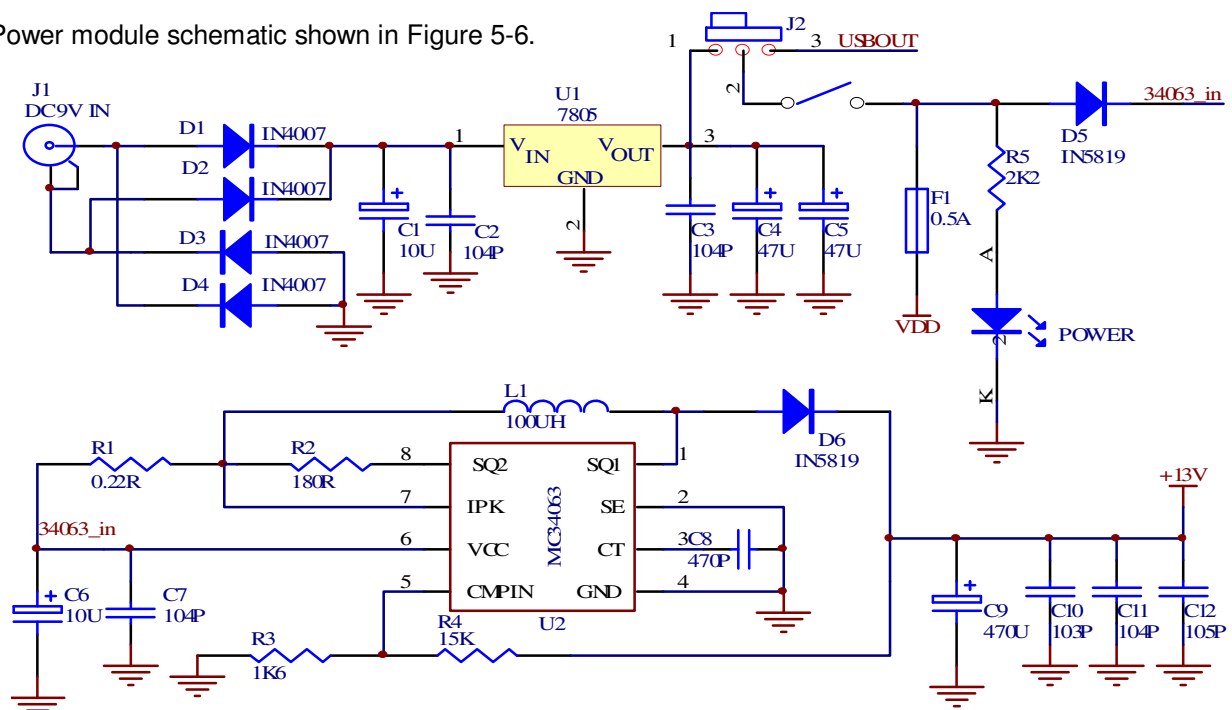 Power module schematic shown in Figure 5-6.
J1
DC9V IN
D1
IN4007
D2
IN4007
D3
IN4007
D4
IN4007
1
U1
7805
VIN
VOUT
GND
2
3
C1
10U
C2
104P
C3
104P
C4
47U
C5
47U
1
J2
3
USBOUT
2
34063_in
D5
IN5819
R5
2K2
F1
0.5A
VDD
A
2
POWER
K
L1
100UH
D6
IN5819
R1
0.22R
R2
180R
8
SQ2
SQ1
1
7
IPK
SE
2
6
VCC
CT
3
5
CMPIN
GND
4
MC34063
U2
C8
470P
34063_in
C6
10U
C7
104P
R3
1K6
R4
15K
+13V
C9
470U
C10
103P
C11
104P
C12
105P